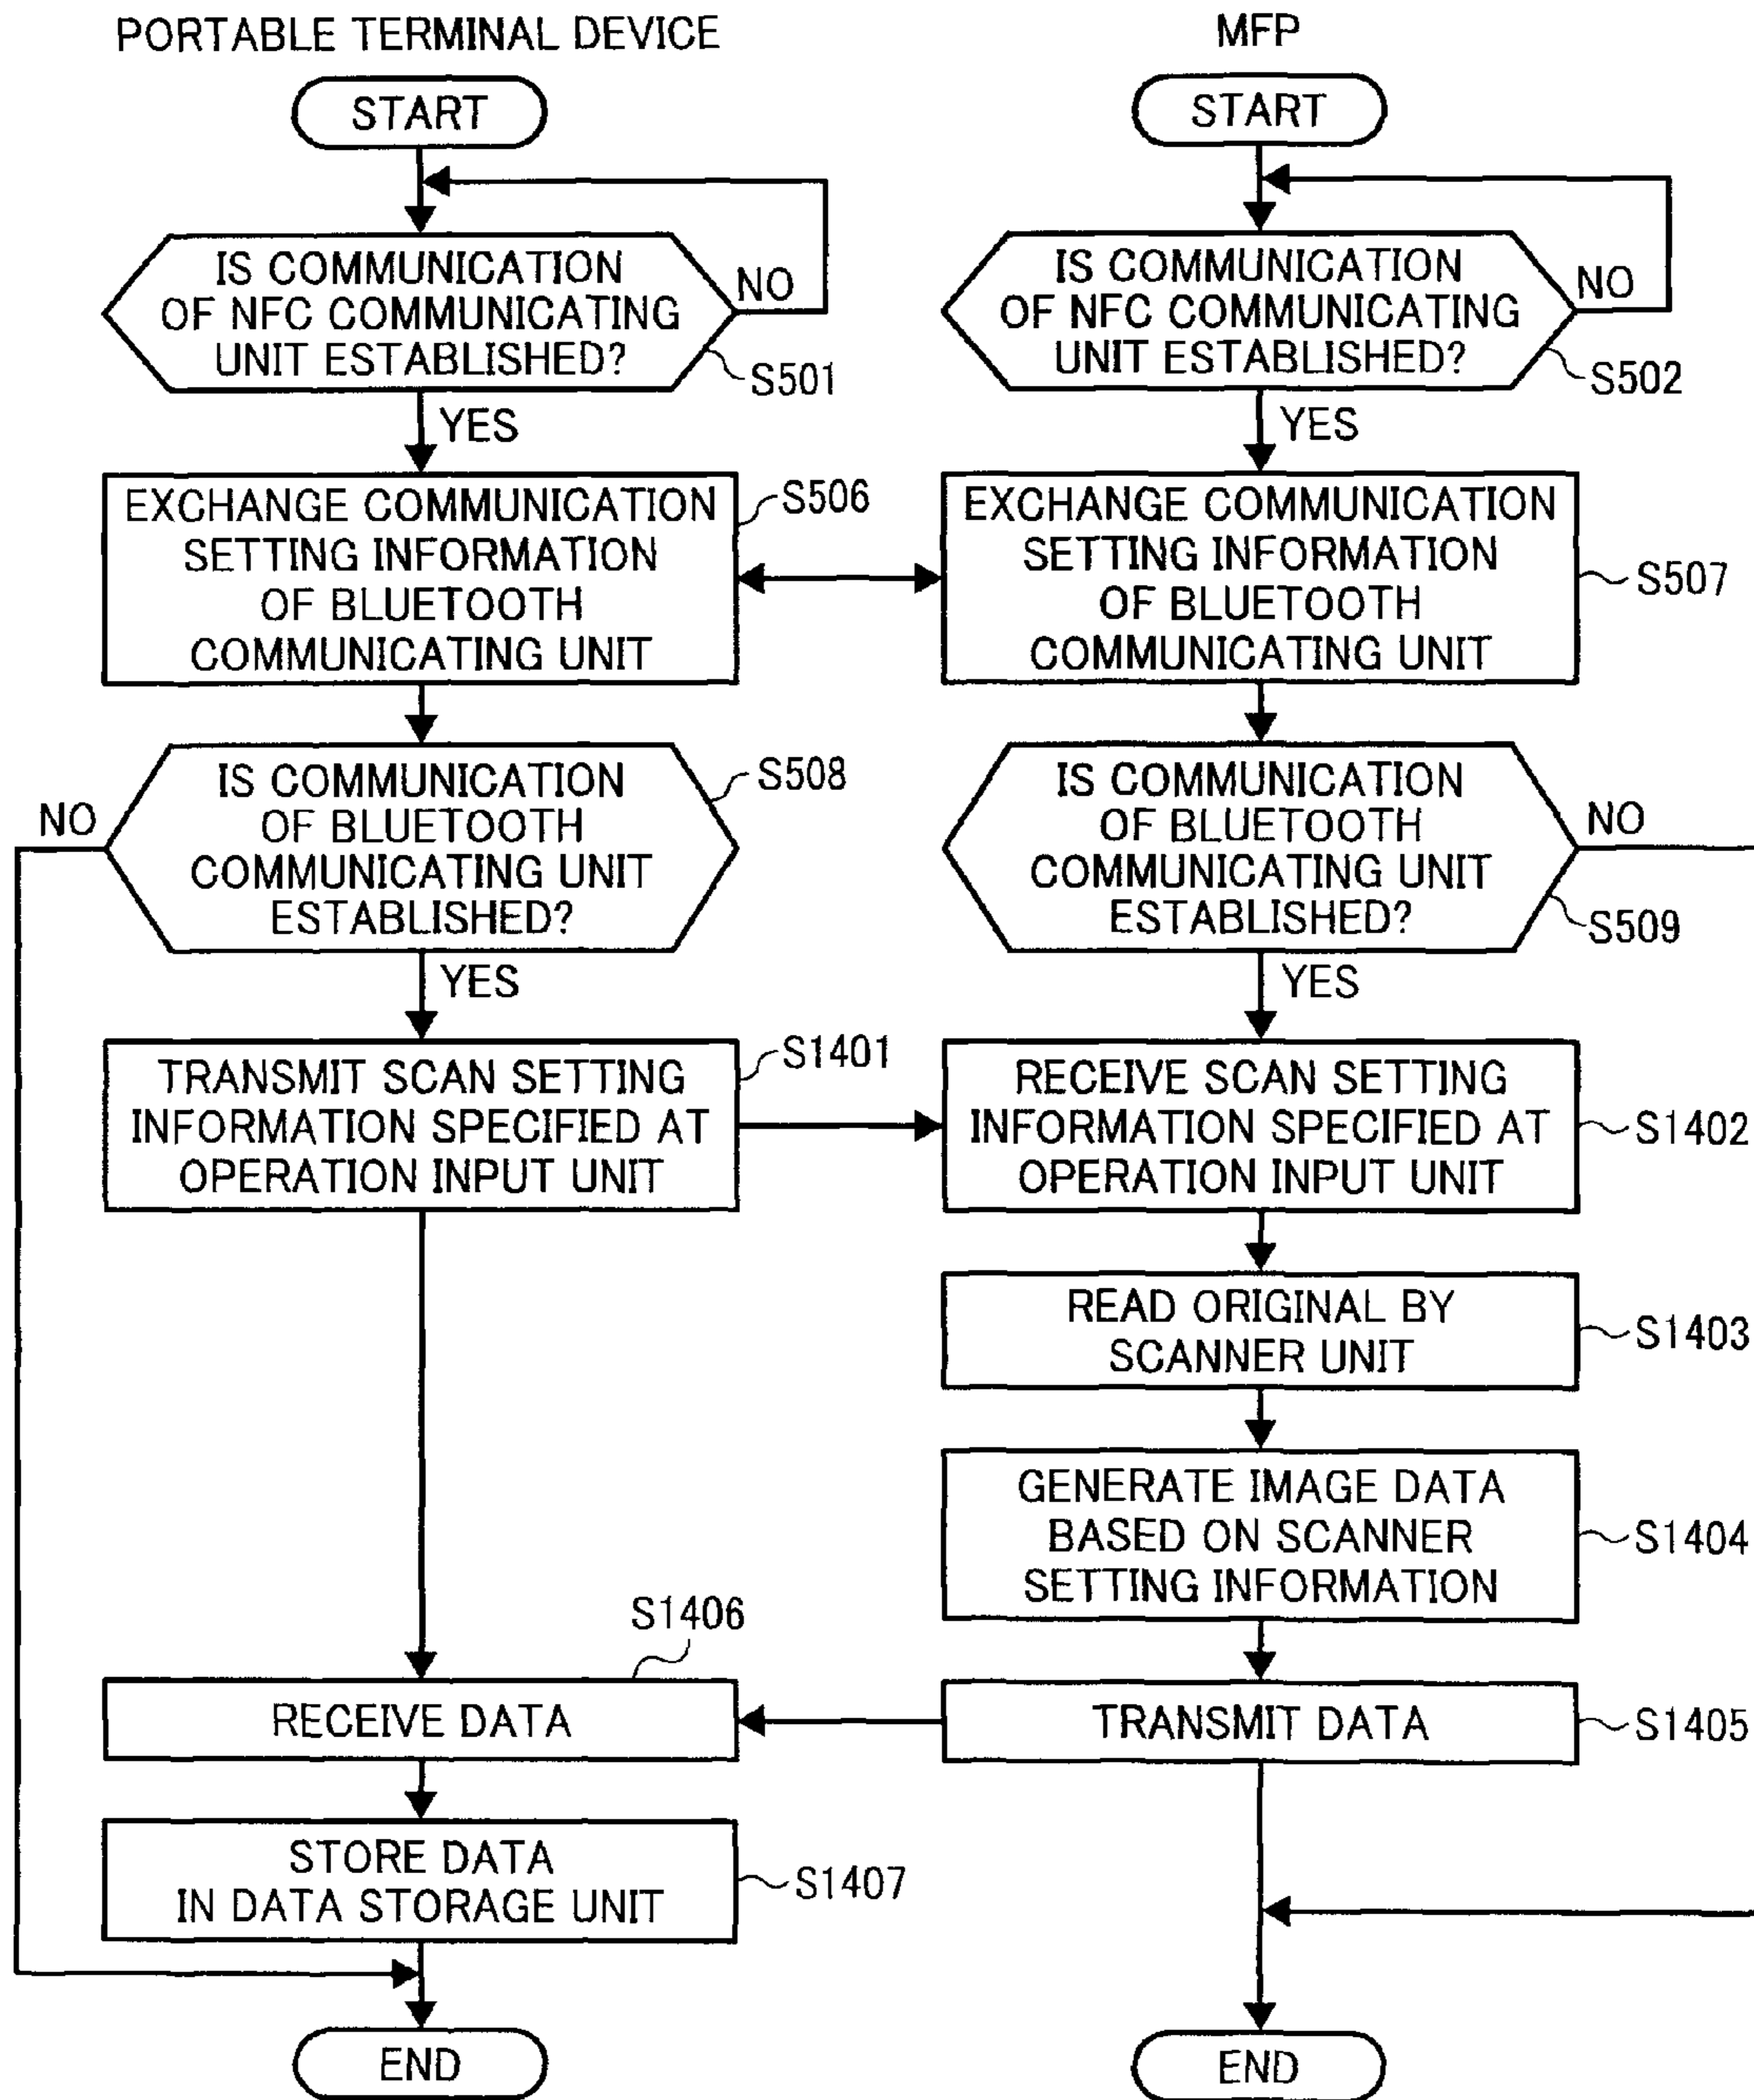 PORTABLE TERMINAL DEVICE
START
IS COMMUNICATION
OF NFC COMMUNICATING
UNIT ESTABLISHED?
NO
S501
YES
EXCHANGE COMMUNICATION
SETTING INFORMATION
OF BLUETOOTH
COMMUNICATING UNIT
S506
IS COMMUNICATION
OF BLUETOOTH
COMMUNICATING UNIT
ESTABLISHED?
S508
NO
YES
TRANSMIT SCAN SETTING
INFORMATION SPECIFIED AT
OPERATION INPUT UNIT
S1401
S1406
RECEIVE DATA
STORE DATA
IN DATA STORAGE UNIT
S1407
END
MFP
START
IS COMMUNICATION
OF NFC COMMUNICATING
UNIT ESTABLISHED?
NO
S502
YES
EXCHANGE COMMUNICATION
SETTING INFORMATION
OF BLUETOOTH
COMMUNICATING UNIT
S507
IS COMMUNICATION
OF BLUETOOTH
COMMUNICATING UNIT
ESTABLISHED?
NO
S509
YES
RECEIVE SCAN SETTING
INFORMATION SPECIFIED AT
OPERATION INPUT UNIT
S1402
READ ORIGINAL BY
SCANNER UNIT
S1403
GENERATE IMAGE DATA
BASED ON SCANNER
SETTING INFORMATION
S1404
TRANSMIT DATA
S1405
END